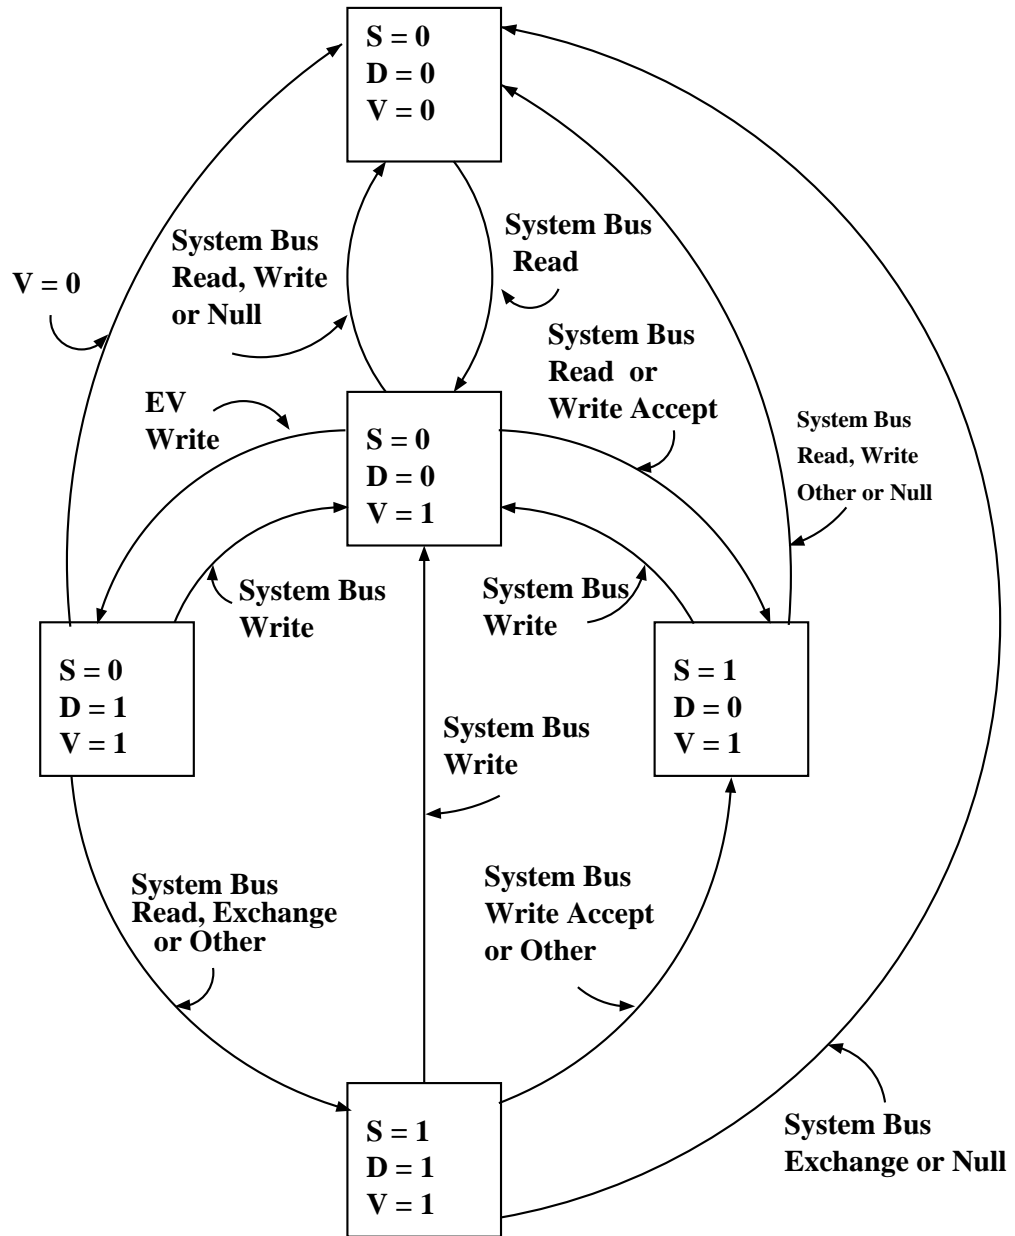 S = 0
D = 0
V = 0
System Bus
Read, Write
or Null
System Bus
Read
V = 0
System Bus
Read or
Write Accept
EV
Write
S = 0
D = 0
V = 1
System Bus
Read, Write
Other or Null
System Bus
Write
System Bus
Write
S = 0
D = 1
V = 1
S = 1
D = 0
V = 1
System Bus
Write
System Bus
Read, Exchange
or Other
System Bus
Write Accept
or Other
S = 1
D = 1
V = 1
System Bus
Exchange or Null